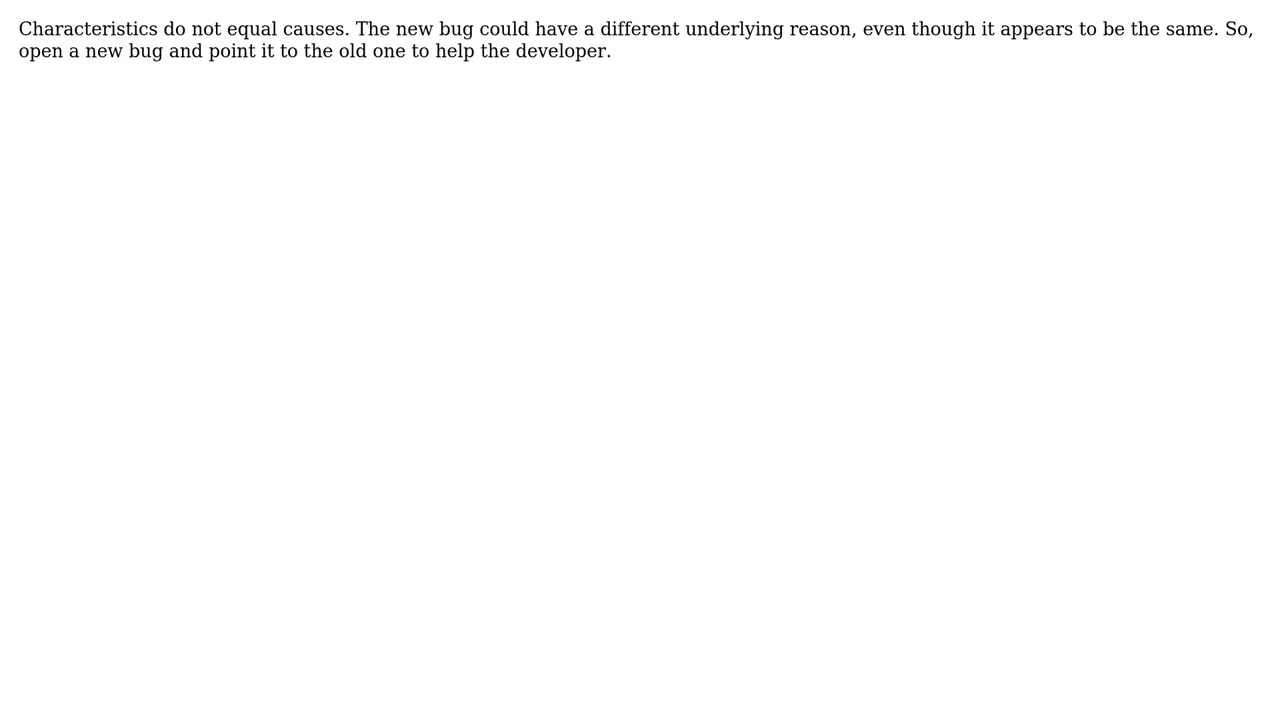 Characteristics do not equal causes. The new bug could have a different underlying reason, even though it appears to be the same. So,
open a new bug and point it to the old one to help the developer.